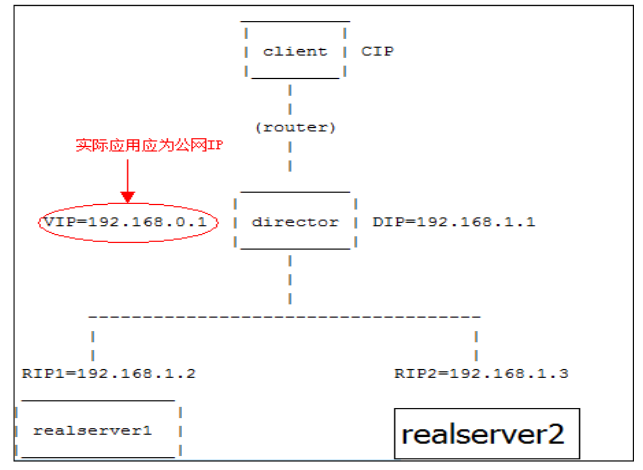 client CIP
(router)
实际应用应为公网IP
VIP=192.168.0.1 director DIP=192.168.1.1
RIP1=192.168.1.2 RIP2=192.168.1.3
realserver1 realserver2